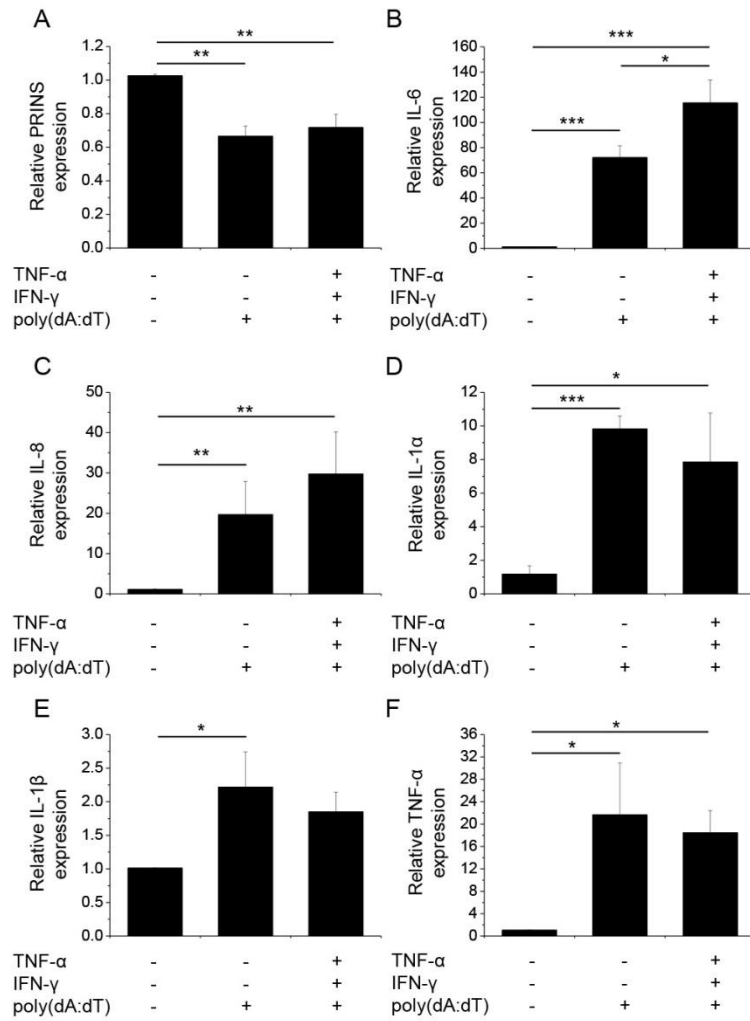 A
Relative PRINS
expression
1.2
1.0
0.8
0.6
0.4
0.2
0.0
**
**
TNF-α - - +
IFN-γ - - +
poly(dA:dT) - + +
B
Relative IL-6
expression
160
140
120
100
80
60
40
20
0
***
*
***
TNF-α - - +
IFN-γ - - +
poly(dA:dT) - + +
C
Relative IL-8
expression
50
40
30
20
10
0
**
**
TNF-α - - +
IFN-γ - - +
poly(dA:dT) - + +
D
Relative IL-1α
expression
12
10
8
6
4
2
0
*
***
TNF-α - - +
IFN-γ - - +
poly(dA:dT) - + +
E
Relative IL-1β
expression
3.0
2.5
2.0
1.5
1.0
0.5
0.0
*
TNF-α - - +
IFN-γ - - +
poly(dA:dT) - + +
F
Relative TNF-α
expression
36
32
28
24
20
16
12
8
4
0
*
*
TNF-α - - +
IFN-γ - - +
poly(dA:dT) - + +